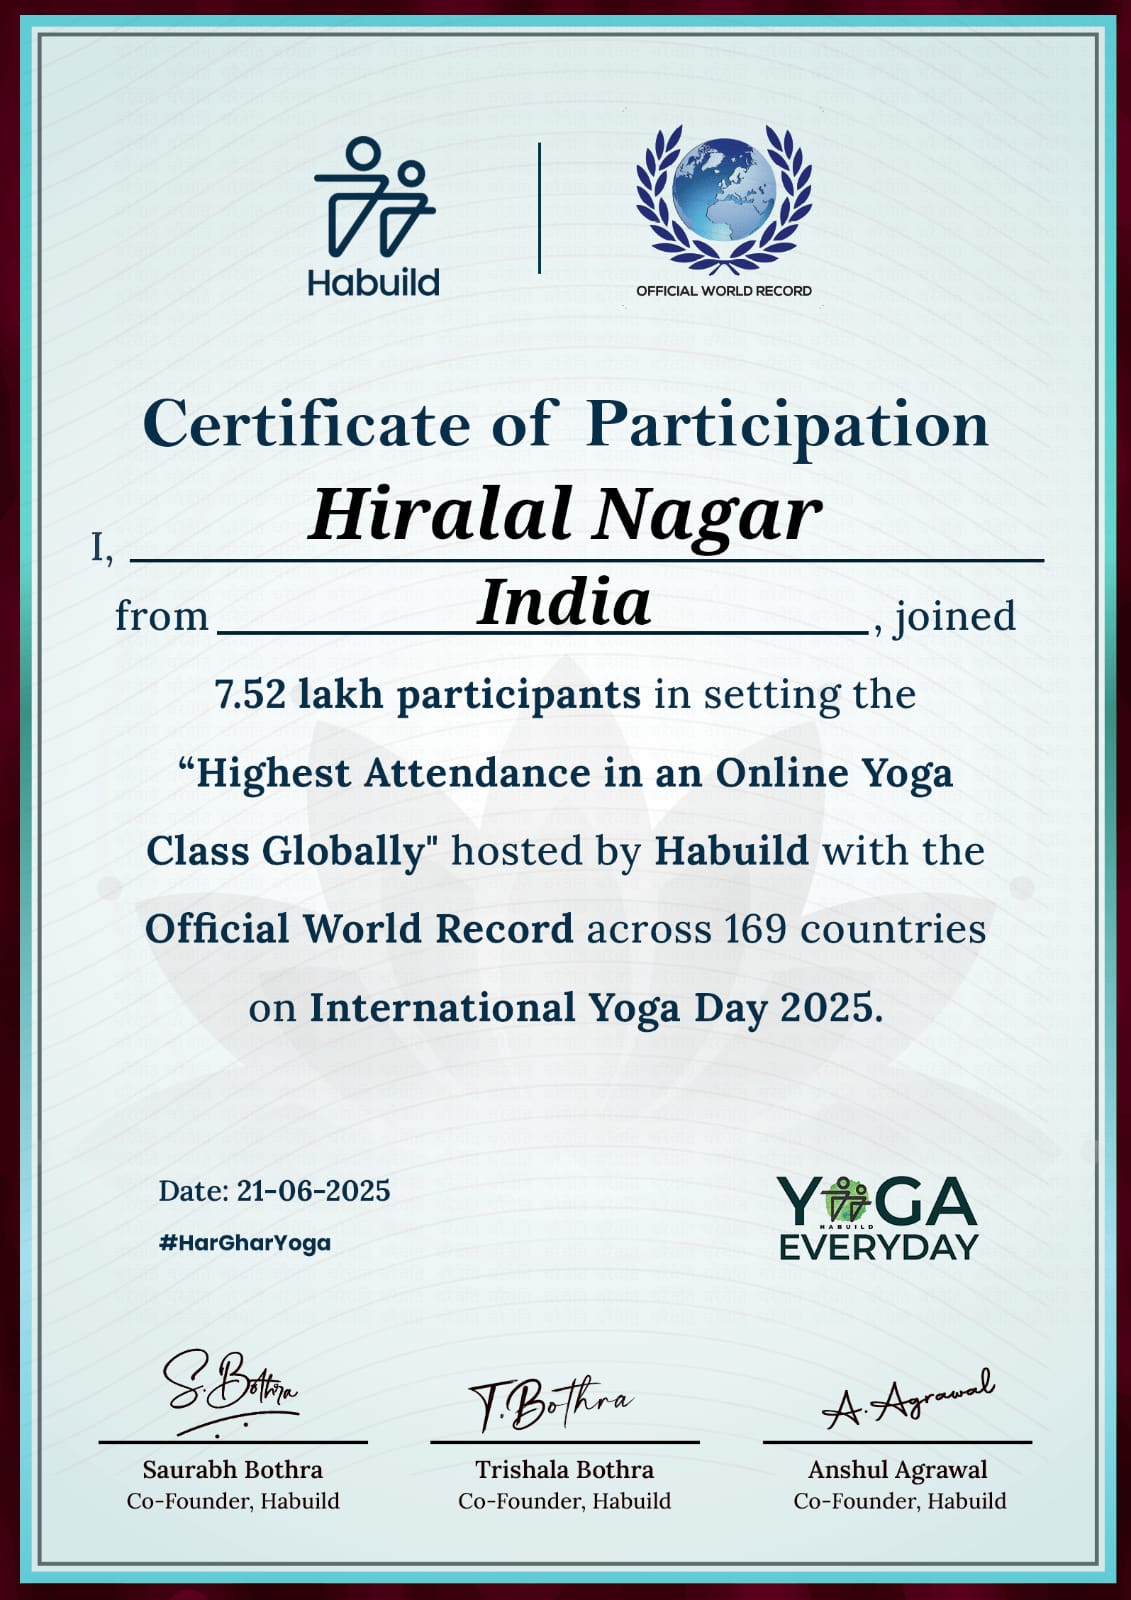 Habuild
OFFICIAL WORLD RECORD
Certificate of Participation
I, Hiralal Nagar
from India, joined
7.52 lakh participants in setting the
“Highest Attendance in an Online Yoga
Class Globally" hosted by Habuild with the
Official World Record across 169 countries
on International Yoga Day 2025.
Date: 21-06-2025
#HarGharYoga
YOGA
HABUILD
EVERYDAY
S. Bothra
T. Bothra
A. Agrawal
Saurabh Bothra
Trishala Bothra
Anshul Agrawal
Co-Founder, Habuild
Co-Founder, Habuild
Co-Founder, Habuild